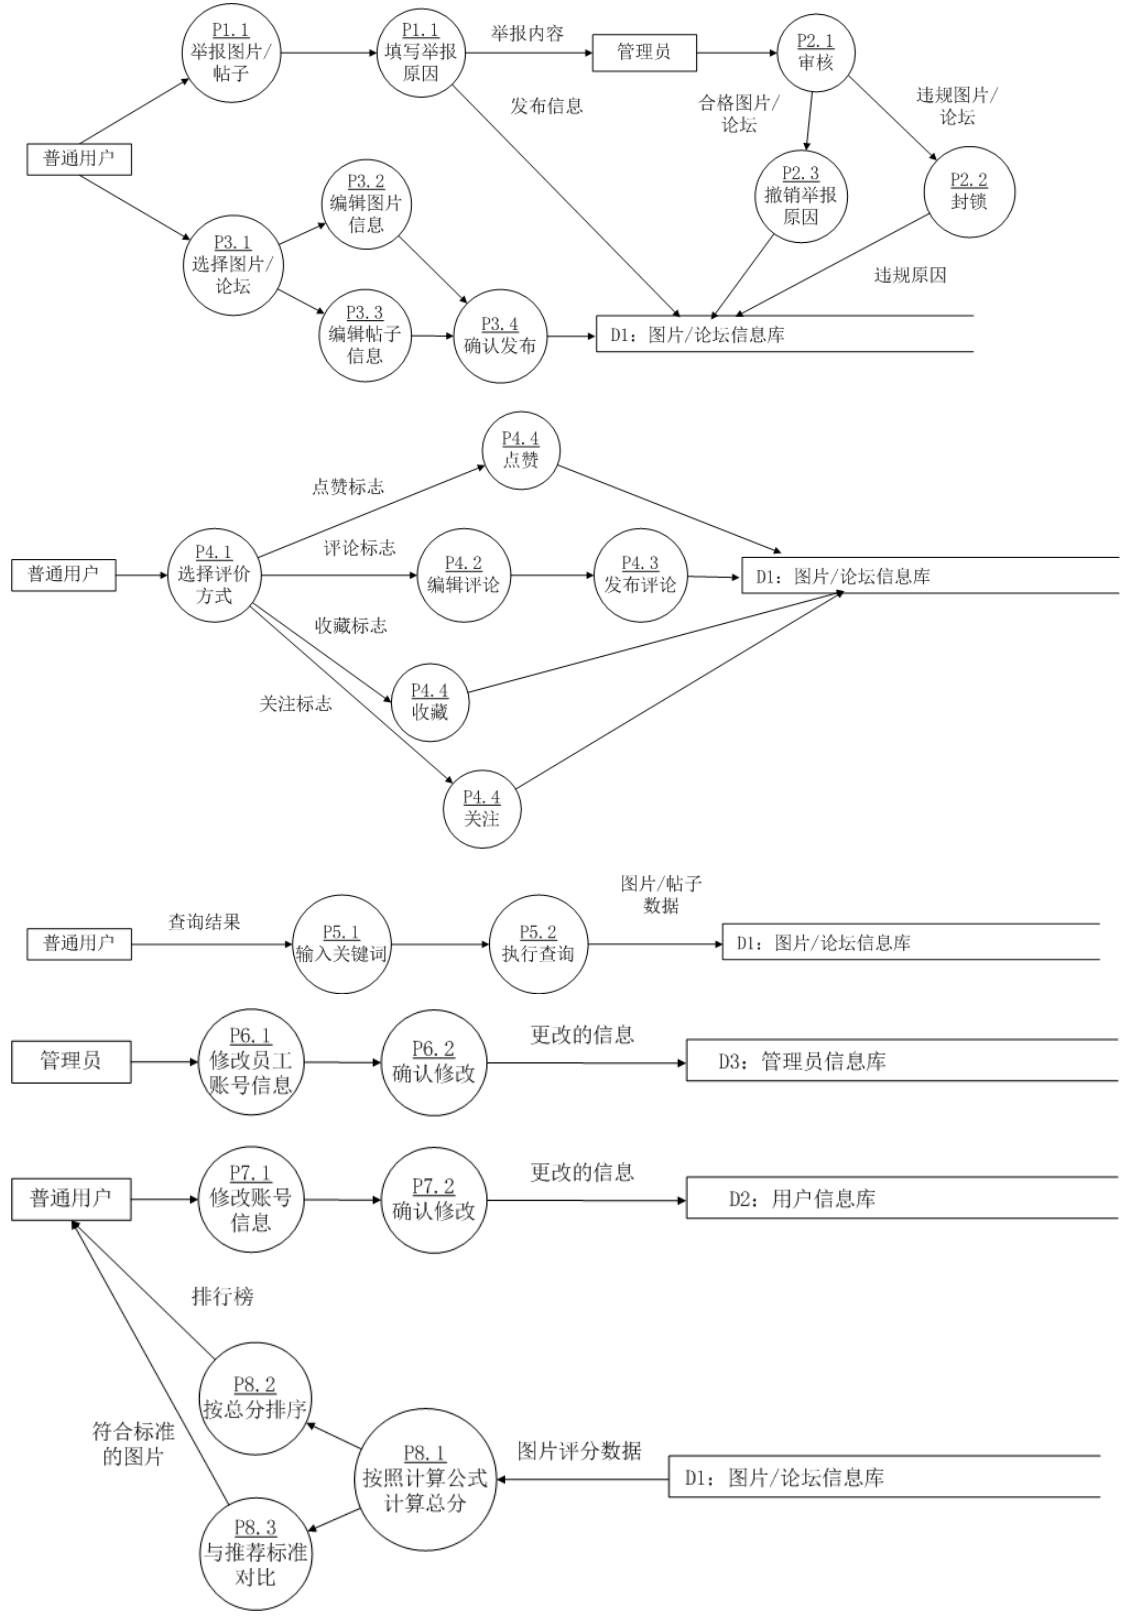 P1.1
举报图片/
帖子
P1.1
填写举报
原因
举报内容
管理员
P2.1
审核
发布信息
合格图片/
论坛
违规图片/
论坛
普通用户
P3.2
编辑图片
信息
P2.3
撤销举报
原因
P2.2
封锁
P3.1
选择图片/
论坛
违规原因
P3.3
编辑帖子
信息
P3.4
确认发布
D1: 图片/论坛信息库
P4.4
点赞
点赞标志
评论标志
普通用户
P4.1
选择评价
方式
P4.2
编辑评论
P4.3
发布评论
D1: 图片/论坛信息库
收藏标志
P4.4
收藏
关注标志
P4.4
关注
图片/帖子
数据
查询结果
普通用户
P5.1
输入关键词
P5.2
执行查询
D1: 图片/论坛信息库
管理员
P6.1
修改员工
账号信息
P6.2
确认修改
更改的信息
D3: 管理员信息库
普通用户
P7.1
修改账号
信息
P7.2
确认修改
更改的信息
D2: 用户信息库
排行榜
P8.2
按总分排序
符合标准
的图片
P8.1
按照计算公式
计算总分
图片评分数据
D1: 图片/论坛信息库
P8.3
与推荐标准
对比